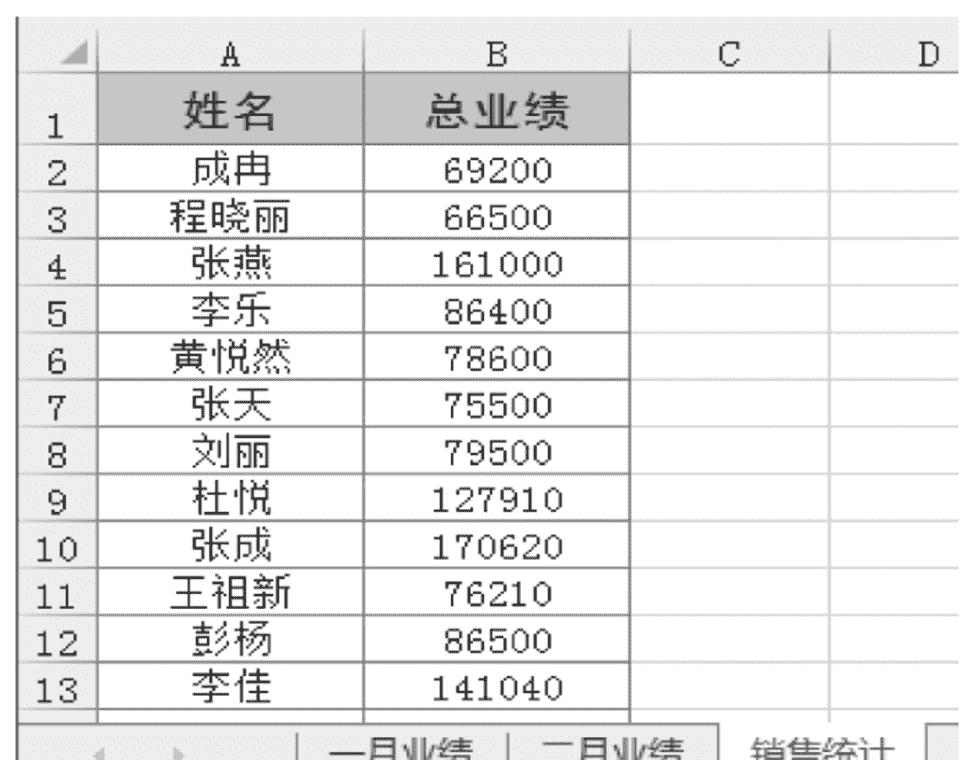 A B C D
1 姓名 总业绩
2 成冉 69200
3 程晓丽 66500
4 张燕 161000
5 李乐 86400
6 黄悦然 78600
7 张天 75500
8 刘丽 79500
9 杜悦 127910
10 张成 170620
11 王祖新 76210
12 彭杨 86500
13 李佳 141040
一月业绩 二月业绩 销售统计